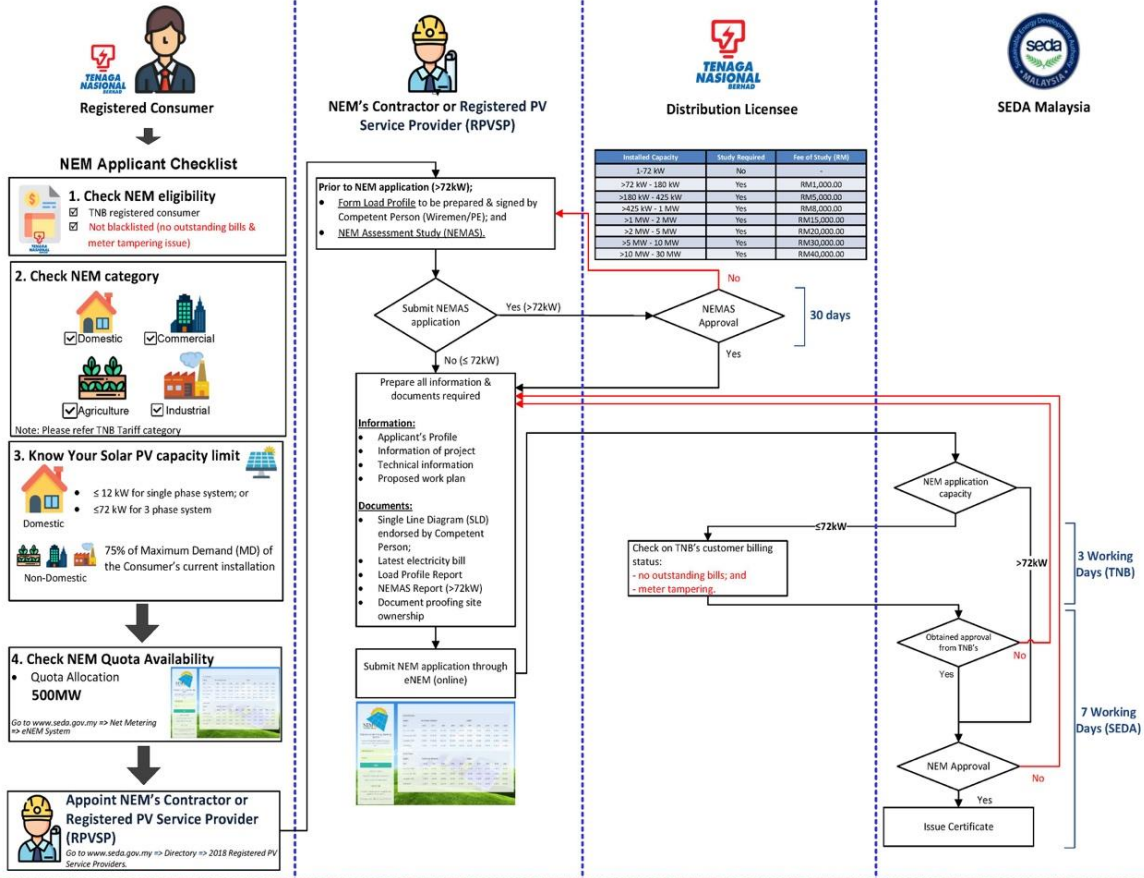 TENAGA
NASIONAL
BERHAD
Registered Consumer
NEM Applicant Checklist
1. Check NEM eligibility
TNB registered consumer
Not blacklisted (no outstanding bills &
meter tampering issue)
2. Check NEM category
Domestic
Commercial
Agriculture
Industrial
Note: Please refer TNB Tariff category
3. Know Your Solar PV capacity limit
≤ 12 kW for single phase system; or
≤72 kW for 3 phase system
Domestic
75% of Maximum Demand (MD) of
the Consumer's current installation
Non-Domestic
4. Check NEM Quota Availability
Quota Allocation
500MW
Go to www.seda.gov.my => Net Metering
=> eNEM System
Appoint NEM's Contractor or
Registered PV Service Provider
(RPVSP)
Go to www.seda.gov.my => Directory => 2018 Registered PV
Service Providers.
NEM's Contractor or Registered PV
Service Provider (RPVSP)
Prior to NEM application (>72kW);
Form Load Profile to be prepared & signed by
Competent Person (Wiremen/PE); and
NEM Assessment Study (NEMAS).
Submit NEMAS
application
Yes (>72kW)
No (≤ 72kW)
Prepare all information &
documents required
Information:
Applicant's Profile
Information of project
Technical information
Proposed work plan
Documents:
Single Line Diagram (SLD)
endorsed by Competent
Person;
Latest electricity bill
Load Profile Report
NEMAS Report (>72kW)
Document proofing site
ownership
Submit NEM application through
eNEM (online)
NEM
TENAGA
NASIONAL
BERHAD
Distribution Licensee
Installed Capacity Study Required Fee of Study (RM)
1-72 kW No -
>72 kW - 180 kW Yes RM1,000.00
>180 kW - 425 kW Yes RM5,000.00
>425 kW - 1 MW Yes RM8,000.00
>1 MW - 2 MW Yes RM15,000.00
>2 MW - 5 MW Yes RM20,000.00
>5 MW - 10 MW Yes RM30,000.00
>10 MW - 30 MW Yes RM40,000.00
No
NEMAS
Approval
30 days
Yes
≤72kW
Check on TNB's customer billing
status:
- no outstanding bills; and
- meter tampering.
Sustainable Energy Development Authority
seda
MALAYSIA
SEDA Malaysia
NEM application
capacity
>72kW
3 Working
Days (TNB)
Obtained approval
from TNB's
No
Yes
7 Working
Days (SEDA)
NEM Approval
No
Yes
Issue Certificate